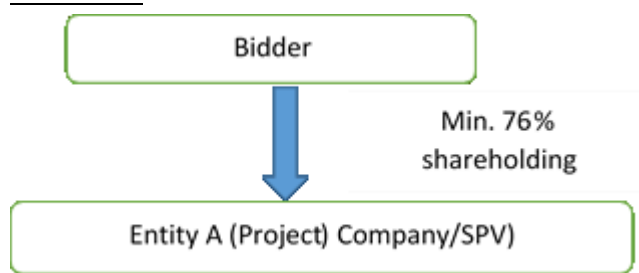 Bidder
Min. 76%
shareholding
Entity A (Project) Company/SPV)